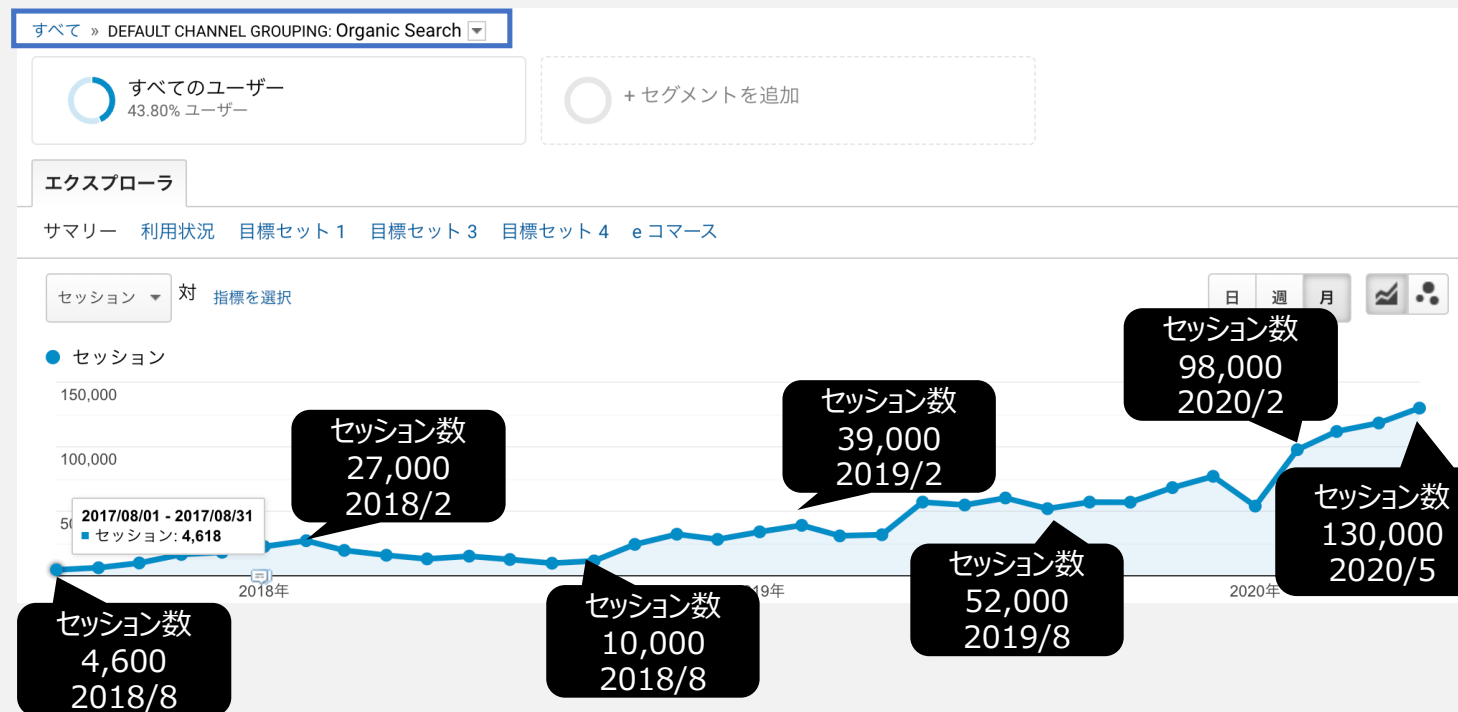 すべて » DEFAULT CHANNEL GROUPING: Organic Search
すべてのユーザー
43.80% ユーザー
+ セグメントを追加
エクスプローラ
サマリー 利用状況 目標セット 1 目標セット 3 目標セット 4 e コマース
セッション 対 指標を選択
日 週 月
セッション
150,000
100,000
2017/08/01 - 2017/08/31
セッション: 4,618
セッション数
4,600
2018/8
セッション数
27,000
2018/2
セッション数
10,000
2018/8
セッション数
39,000
2019/2
セッション数
52,000
2019/8
セッション数
98,000
2020/2
セッション数
130,000
2020/5
2018年
19年
2020年